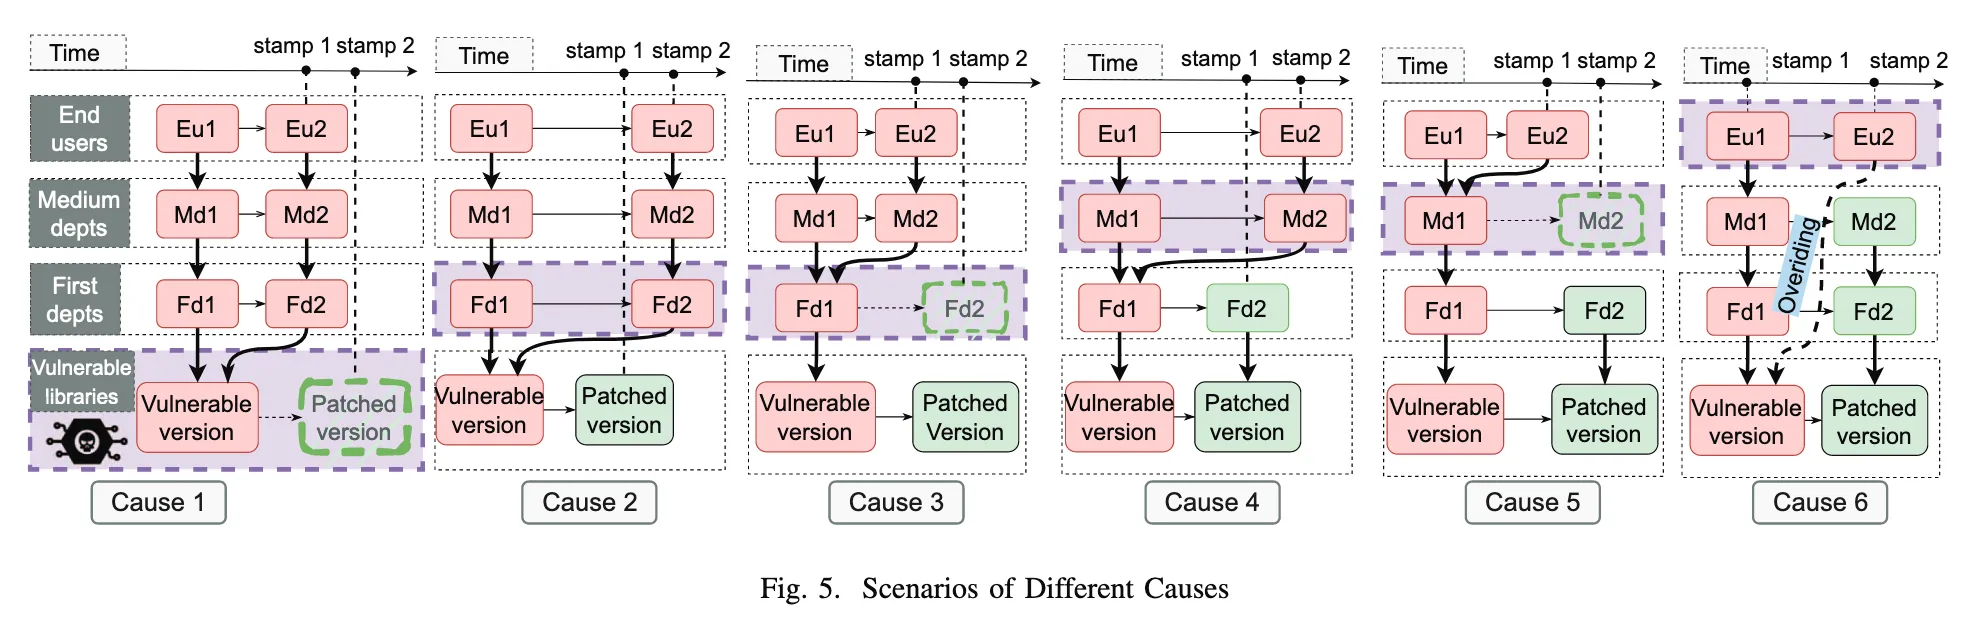 Time
stamp 1 stamp 2
End
users
Eu1
Eu2
Medium
depts
Md1
Md2
First
depts
Fd1
Fd2
Vulnerable
libraries
Vulnerable
version
Patched
version
Cause 1
Time
stamp 1 stamp 2
Eu1
Eu2
Md1
Md2
Fd1
Fd2
Vulnerable
version
Patched
version
Cause 2
Time
stamp 1 stamp 2
Eu1
Eu2
Md1
Md2
Fd1
Fd2
Vulnerable
version
Patched
Version
Cause 3
Time
stamp 1 stamp 2
Eu1
Eu2
Md1
Md2
Fd1
Fd2
Vulnerable
version
Patched
version
Cause 4
Time
stamp 1 stamp 2
Eu1
Eu2
Md1
Md2
Fd1
Fd2
Vulnerable
version
Patched
version
Cause 5
Time
stamp 1 stamp 2
Eu1
Eu2
Md1
Md2
Overiding
Fd1
Fd2
Vulnerable
version
Patched
version
Cause 6
Fig. 5. Scenarios of Different Causes